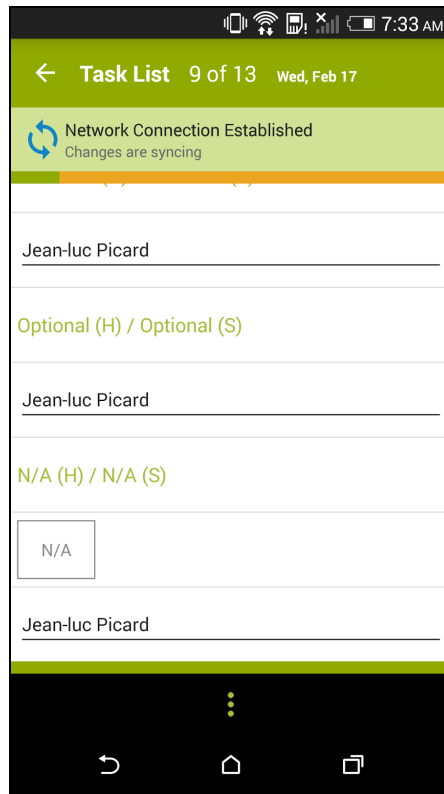 7:33 AM
Task List 9 of 13 Wed, Feb 17
Network Connection Established
Changes are syncing
Jean-luc Picard
Optional (H) / Optional (S)
Jean-luc Picard
N/A (H) / N/A (S)
N/A
Jean-luc Picard